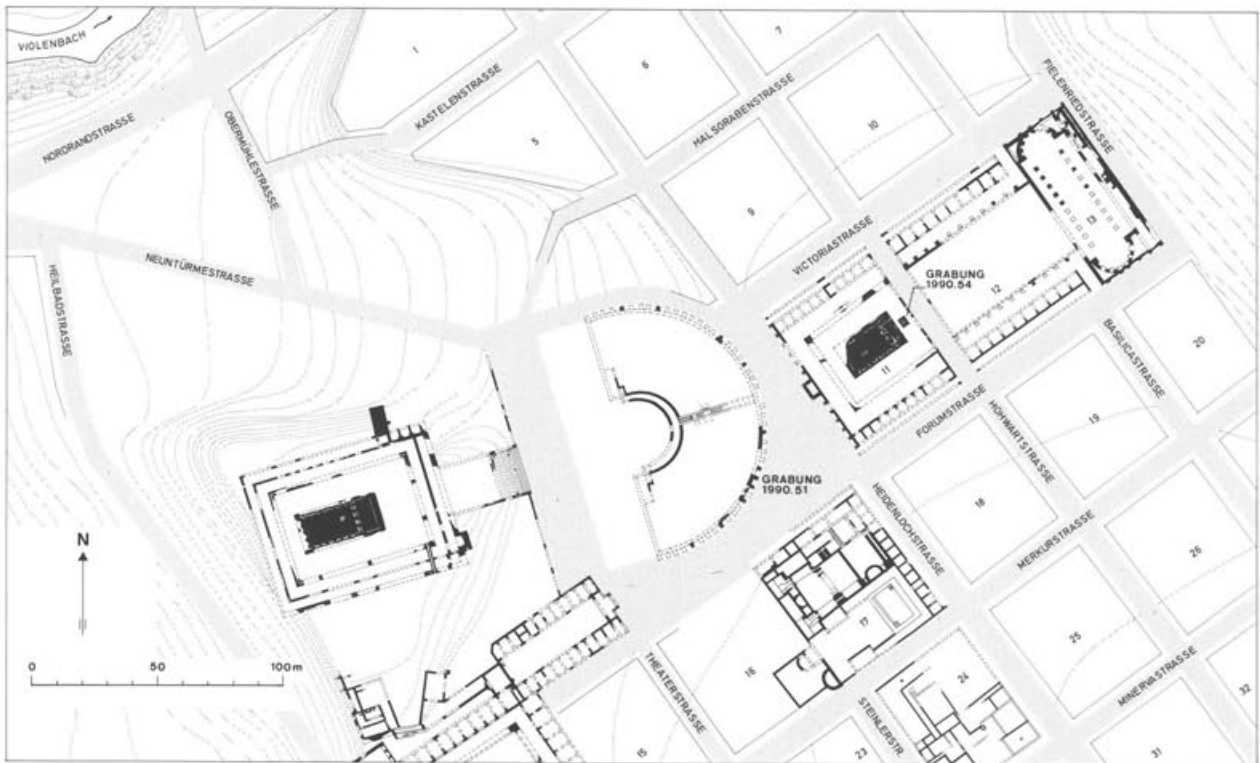 VIOLENBACH
NORDRANDSTRASSE
OBERMÜHLESTRASSE
KASTELENSTRASSE
HALSGRABENSTRASSE
PIELENRIEDSTRASSE
NEUNTÜRMESTRASSE
HEILBADSTRASSE
VICTORIASTRASSE
1
5
6
7
9
10
13
12
GRABUNG
1990.54
11
FORUMSTRASSE
HOHWARTSTRASSE
BASILICASTRASSE
20
19
18
GRABUNG
1990.51
HEIDENLOCHSTRASSE
MERKURSTRASSE
26
25
17
16
THEATERSTRASSE
STEINLERSTR.
24
MINERVASTRASSE
32
15
23
31
N
0 50 100m